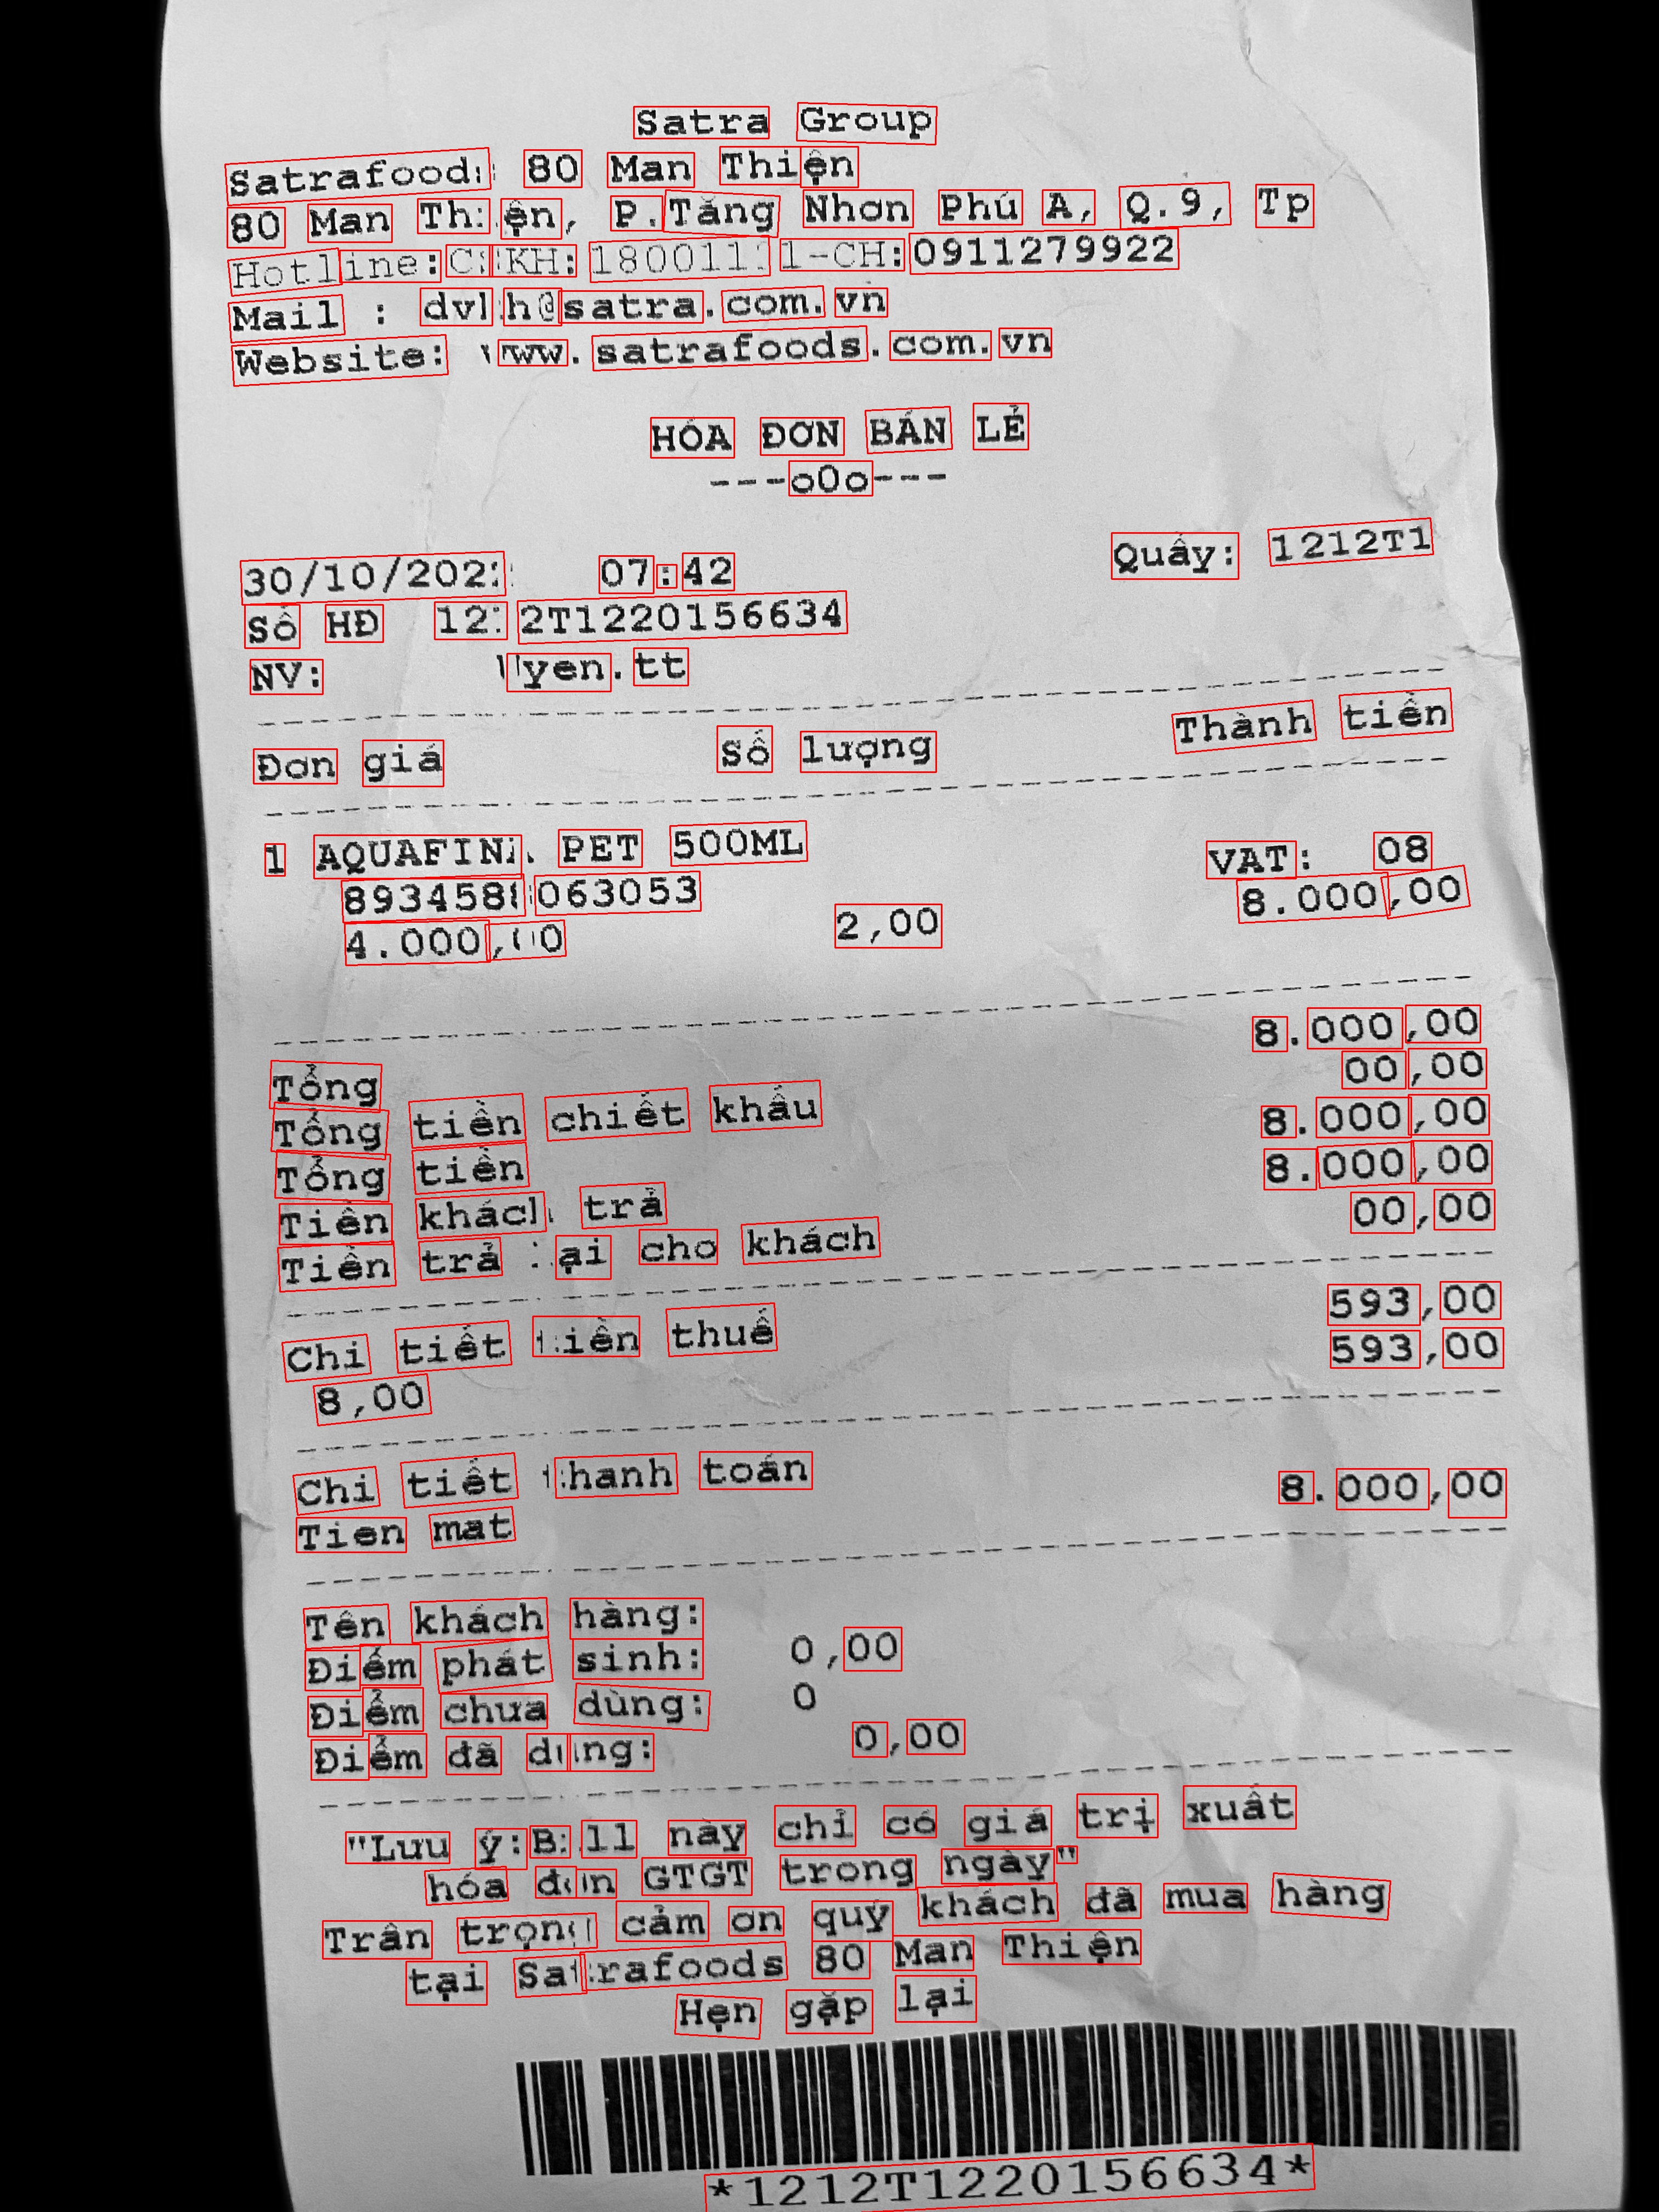 Satra Group
Satrafoods 80 Man Thiện
80 Man Thiện, P.Tăng Nhơn Phú A, Q.9, Tp
Hotline:CSKH: 0911279922
Mail : dvkh@satra.com.vn
Website: www.satrafoods.com.vn
HÓA ĐƠN BÁN LẺ
---oOo---
30/10/2022 07:42 Quầy: 1212T1
Số HĐ 1212T1220156634
NV: Uyen.tt
Đơn giá Số lượng Thành tiền
1 AQUAFINA PET 500ML VAT: 08
8934588063053 8.000,00
4.000,00 2,00
Tổng 8.000,00
Tổng tiền chiết khấu 00,00
Tổng tiền 8.000,00
Tiền khách trả 8.000,00
Tiền trả lại cho khách 00,00
Chi tiết tiền thuế 593,00
8,00 593,00
Chi tiết thanh toán
Tien mat 8.000,00
Tên khách hàng:
Điểm phát sinh: 0,00
Điểm chưa dùng: 0
Điểm đã dùng: 0,00
"Lưu ý:Bill này chỉ có giá trị xuất
hóa đơn GTGT trong ngày"
Trân trọng cảm ơn quý khách đã mua hàng
tại Satrafoods 80 Man Thiện
Hẹn gặp lại
*1212T1220156634*